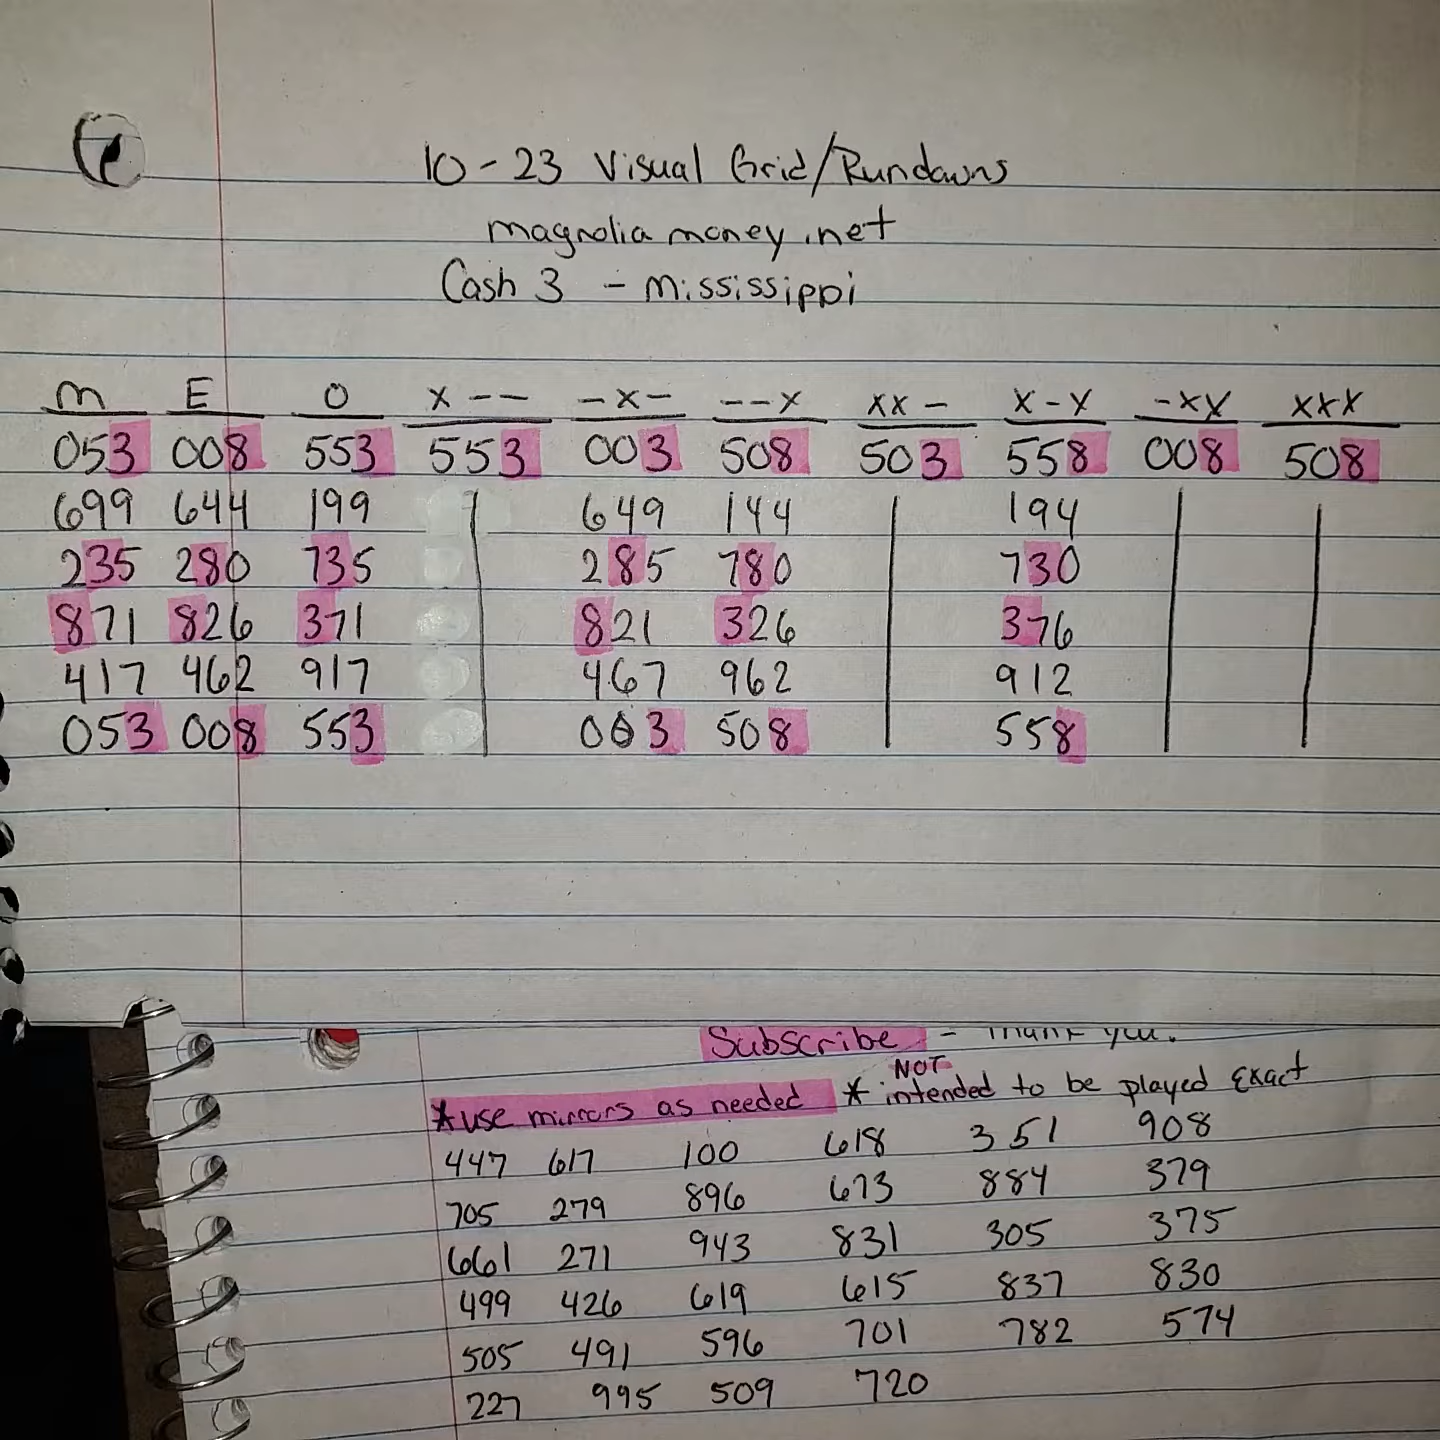 10-23 Visual Grid/Rundowns
magnolia money.net
Cash 3 - Mississippi
M E O X-- -X- --X XX- X-X -XX XXX
053 008 553 553 003 508 503 558 008 508
699 644 199 649 144 194
235 280 735 285 780 730
871 826 371 821 326 376
417 462 917 467 962 912
053 008 553 003 508 558
Subscribe - Thank you.
NOT
*use mirrors as needed * intended to be played Exact
447 617 100 618 351 908
705 279 896 673 884 379
661 271 943 831 305 375
499 426 619 615 837 830
505 491 596 701 782 574
227 995 509 720